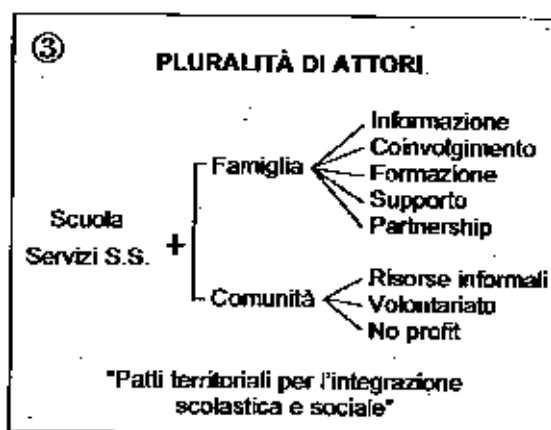 ③
PLURALITÀ DI ATTORI
Informazione
Coinvolgimento
Famiglia
Formazione
Supporto
Partnership
Scuola
Servizi S.S.
+
Risorse informali
Comunità
Volontariato
No profit
"Patti territoriali per l'integrazione
scolastica e sociale"